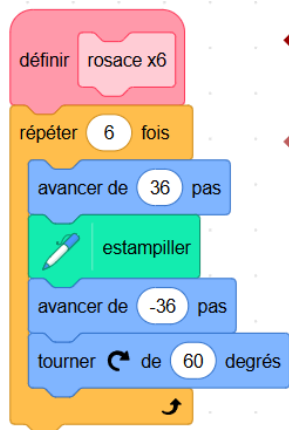 définir rosace x6
répéter 6 fois
avancer de 36 pas
estampiller
avancer de -36 pas
tourner de 60 degrés